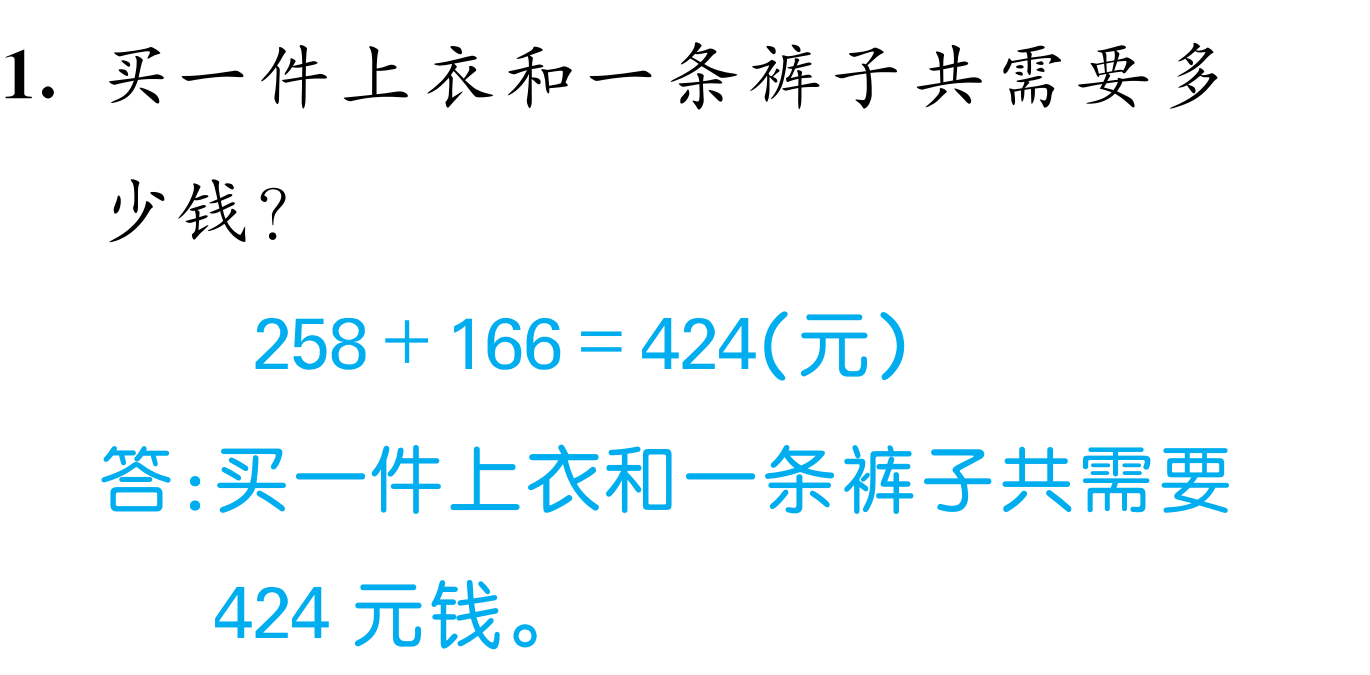 1. 买一件上衣和一条裤子共需要多
少钱?
258+166=424(元)
答:买一件上衣和一条裤子共需要
424 元钱。